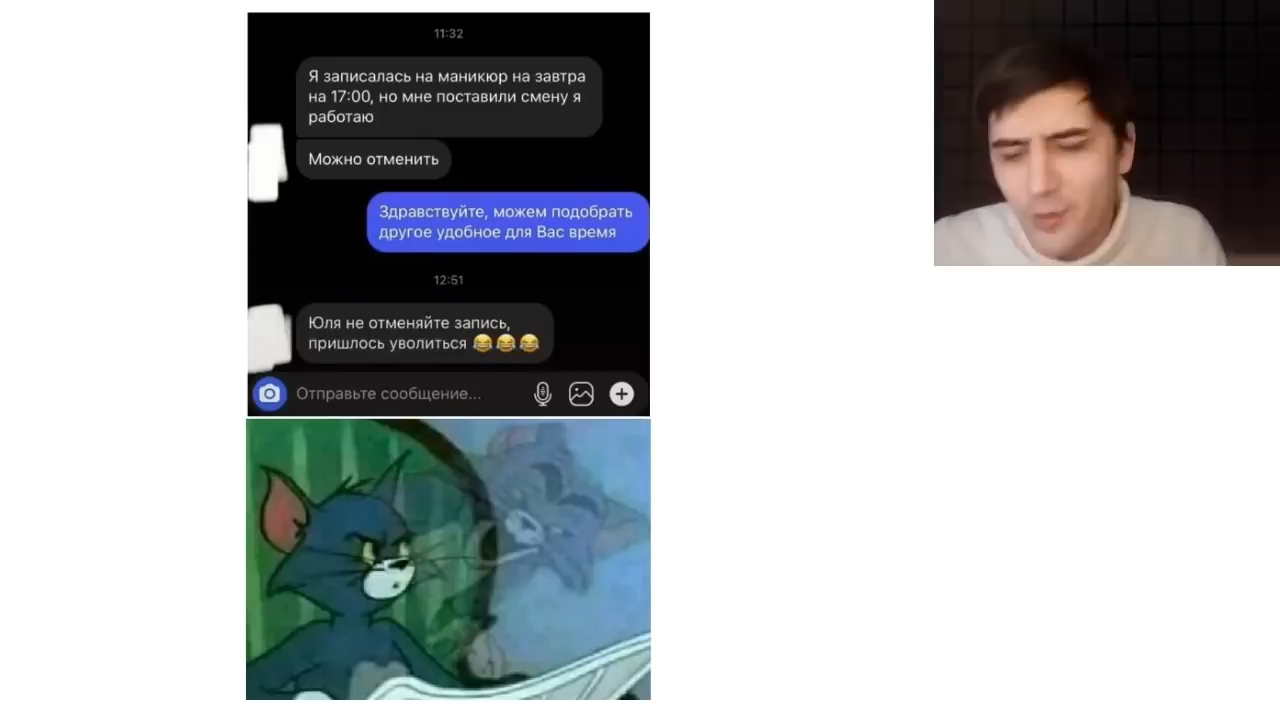 11:32
Я записалась на маникюр на завтра
на 17:00, но мне поставили смену я
работаю
Можно отменить
Здравствуйте, можем подобрать
другое удобное для Вас время
12:51
Юля не отменяйте запись,
пришлось уволиться 😂😂😂
Отправьте сообщение...